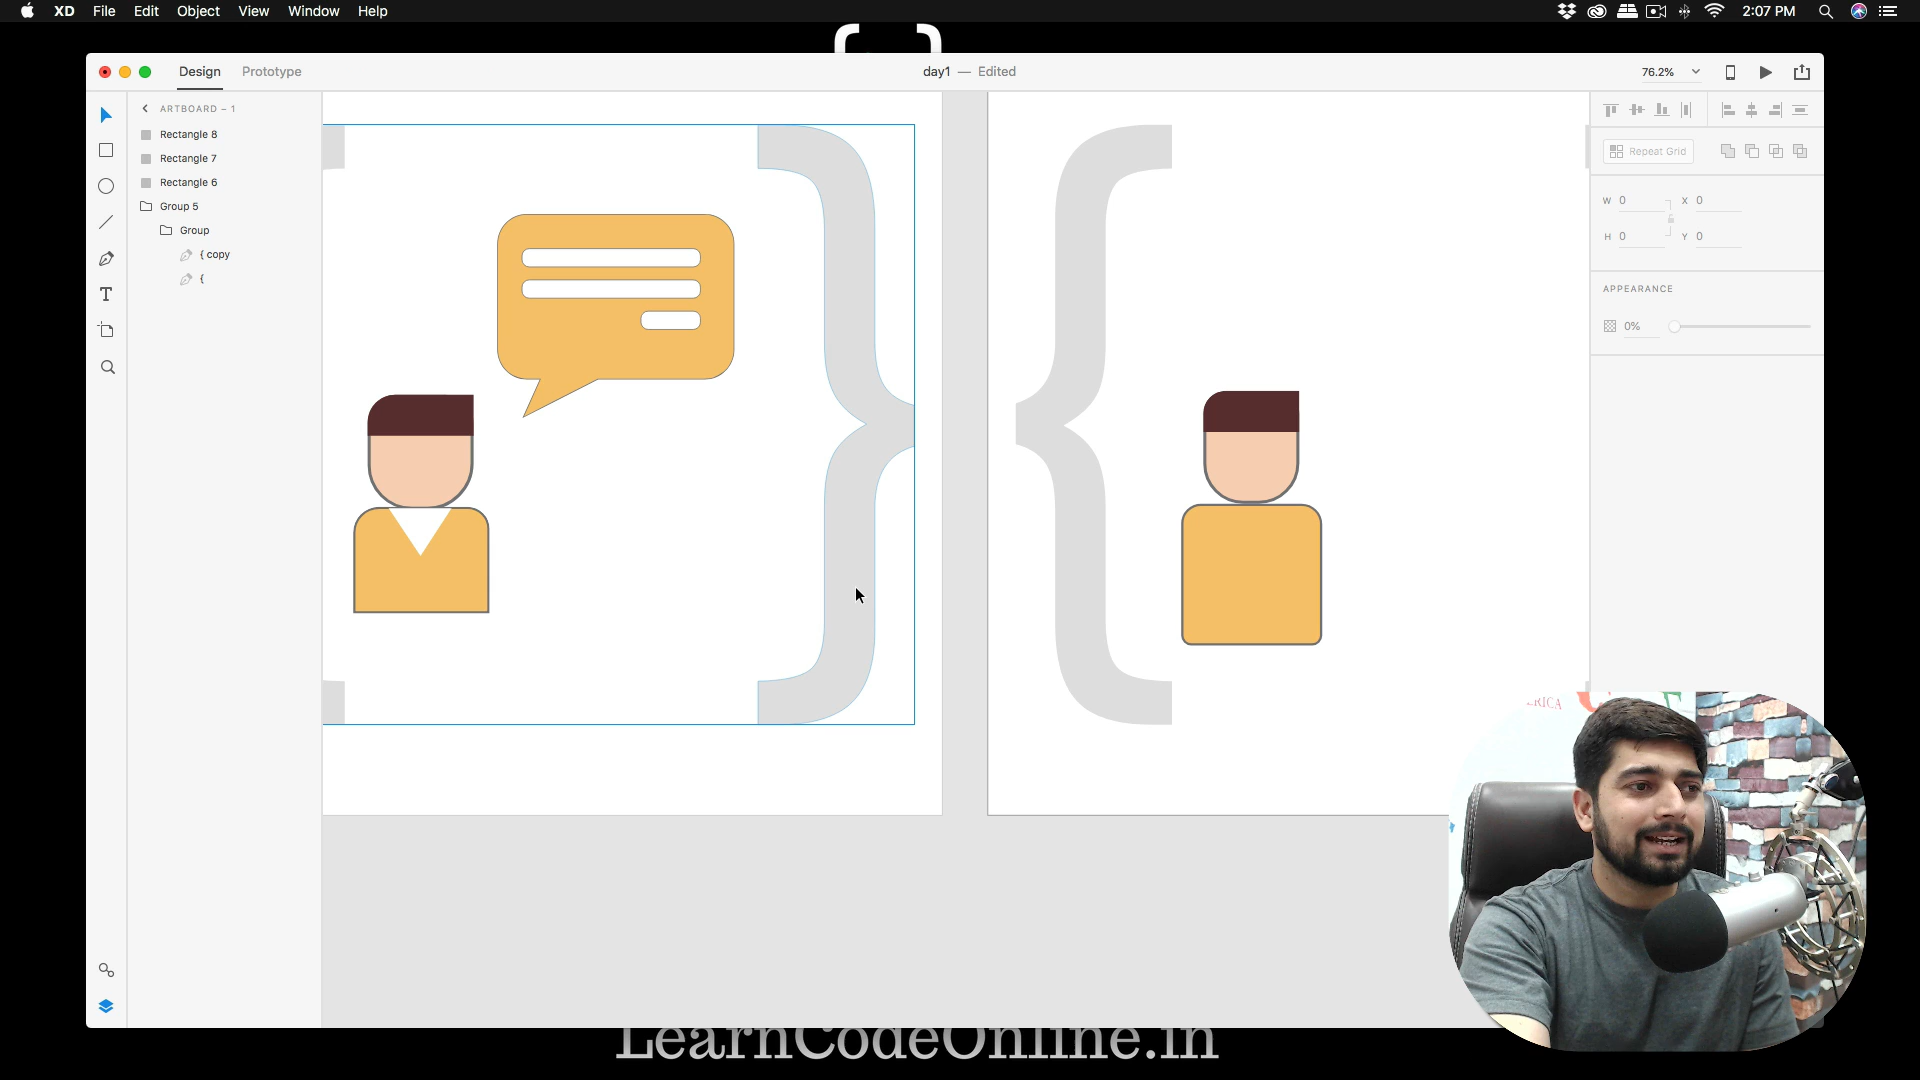 XD File Edit Object View Window Help
2:07 PM
Design Prototype
day1 — Edited
76.2%
ARTBOARD – 1
Rectangle 8
Rectangle 7
Rectangle 6
Group 5
Group
{ copy
{
Repeat Grid
W 0 X 0
H 0 Y 0
APPEARANCE
0%
ERICA
LearnCodeOnline.in